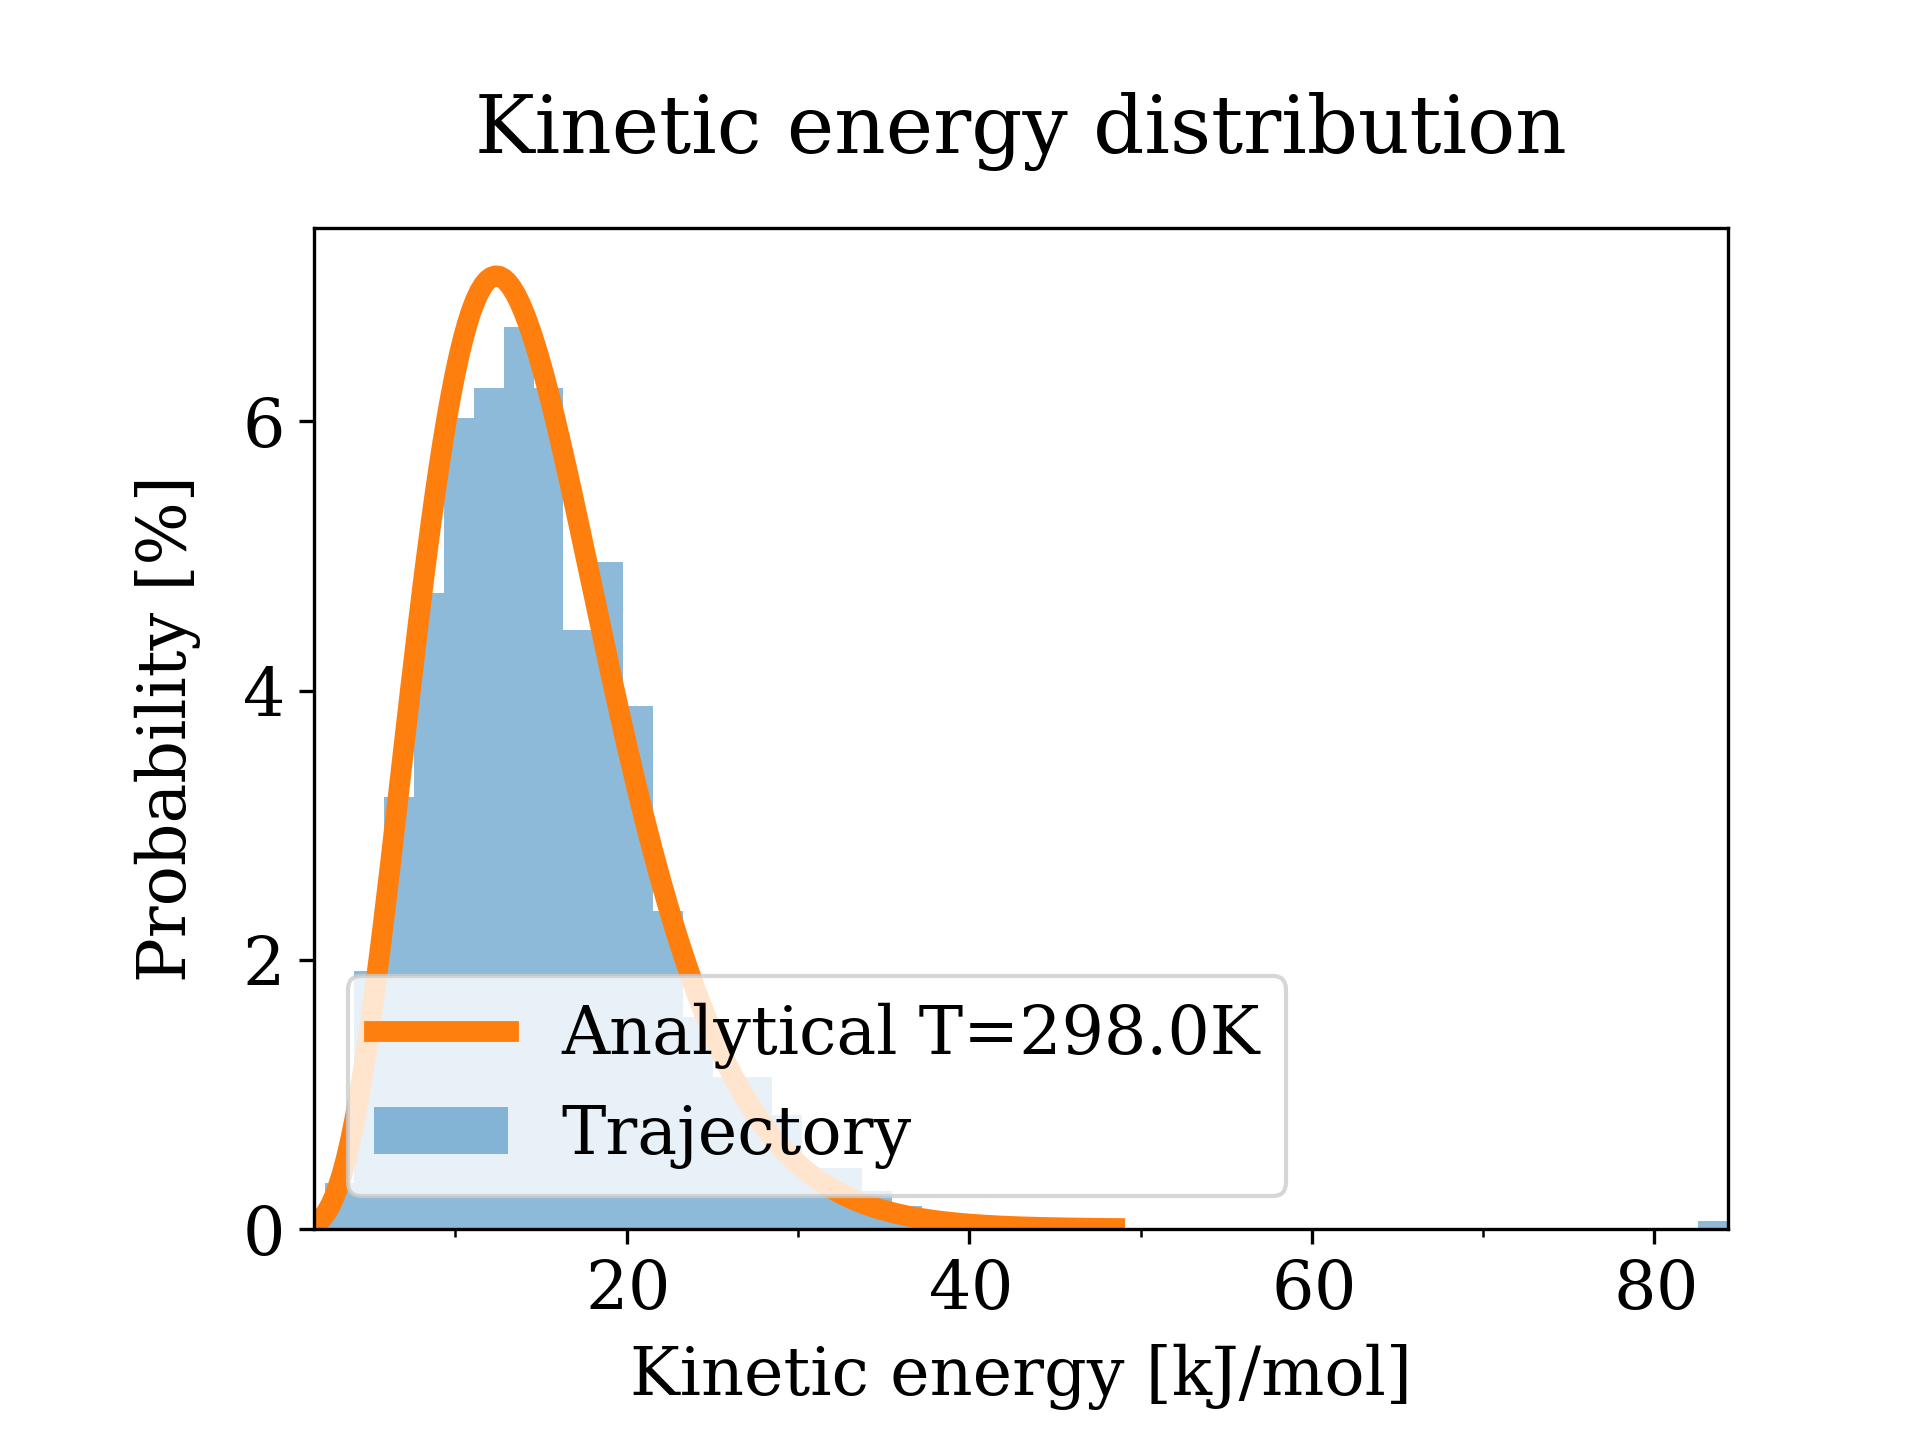 Kinetic energy distribution
Probability [%]
6
4
2
0
Analytical T=298.0K
Trajectory
20 40 60 80
Kinetic energy [kJ/mol]